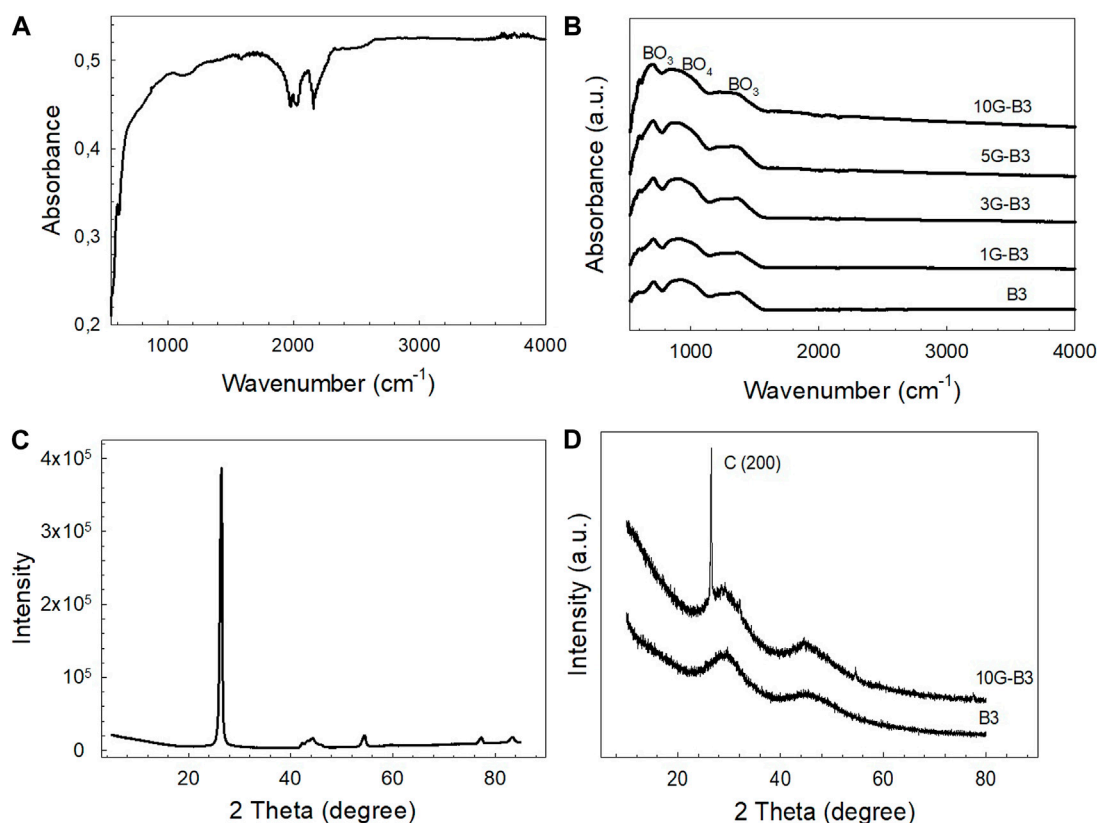 A
Absorbance
0,5
0,4
0,3
0,2
1000 2000 3000 4000
Wavenumber (cm⁻¹)
B
Absorbance (a.u.)
BO₃
BO₄
BO₃
10G-B3
5G-B3
3G-B3
1G-B3
B3
1000 2000 3000 4000
Wavenumber (cm⁻¹)
C
Intensity
4x10⁵
3x10⁵
2x10⁵
10⁵
0
20 40 60 80
2 Theta (degree)
D
Intensity (a.u.)
C (200)
10G-B3
B3
20 40 60 80
2 Theta (degree)